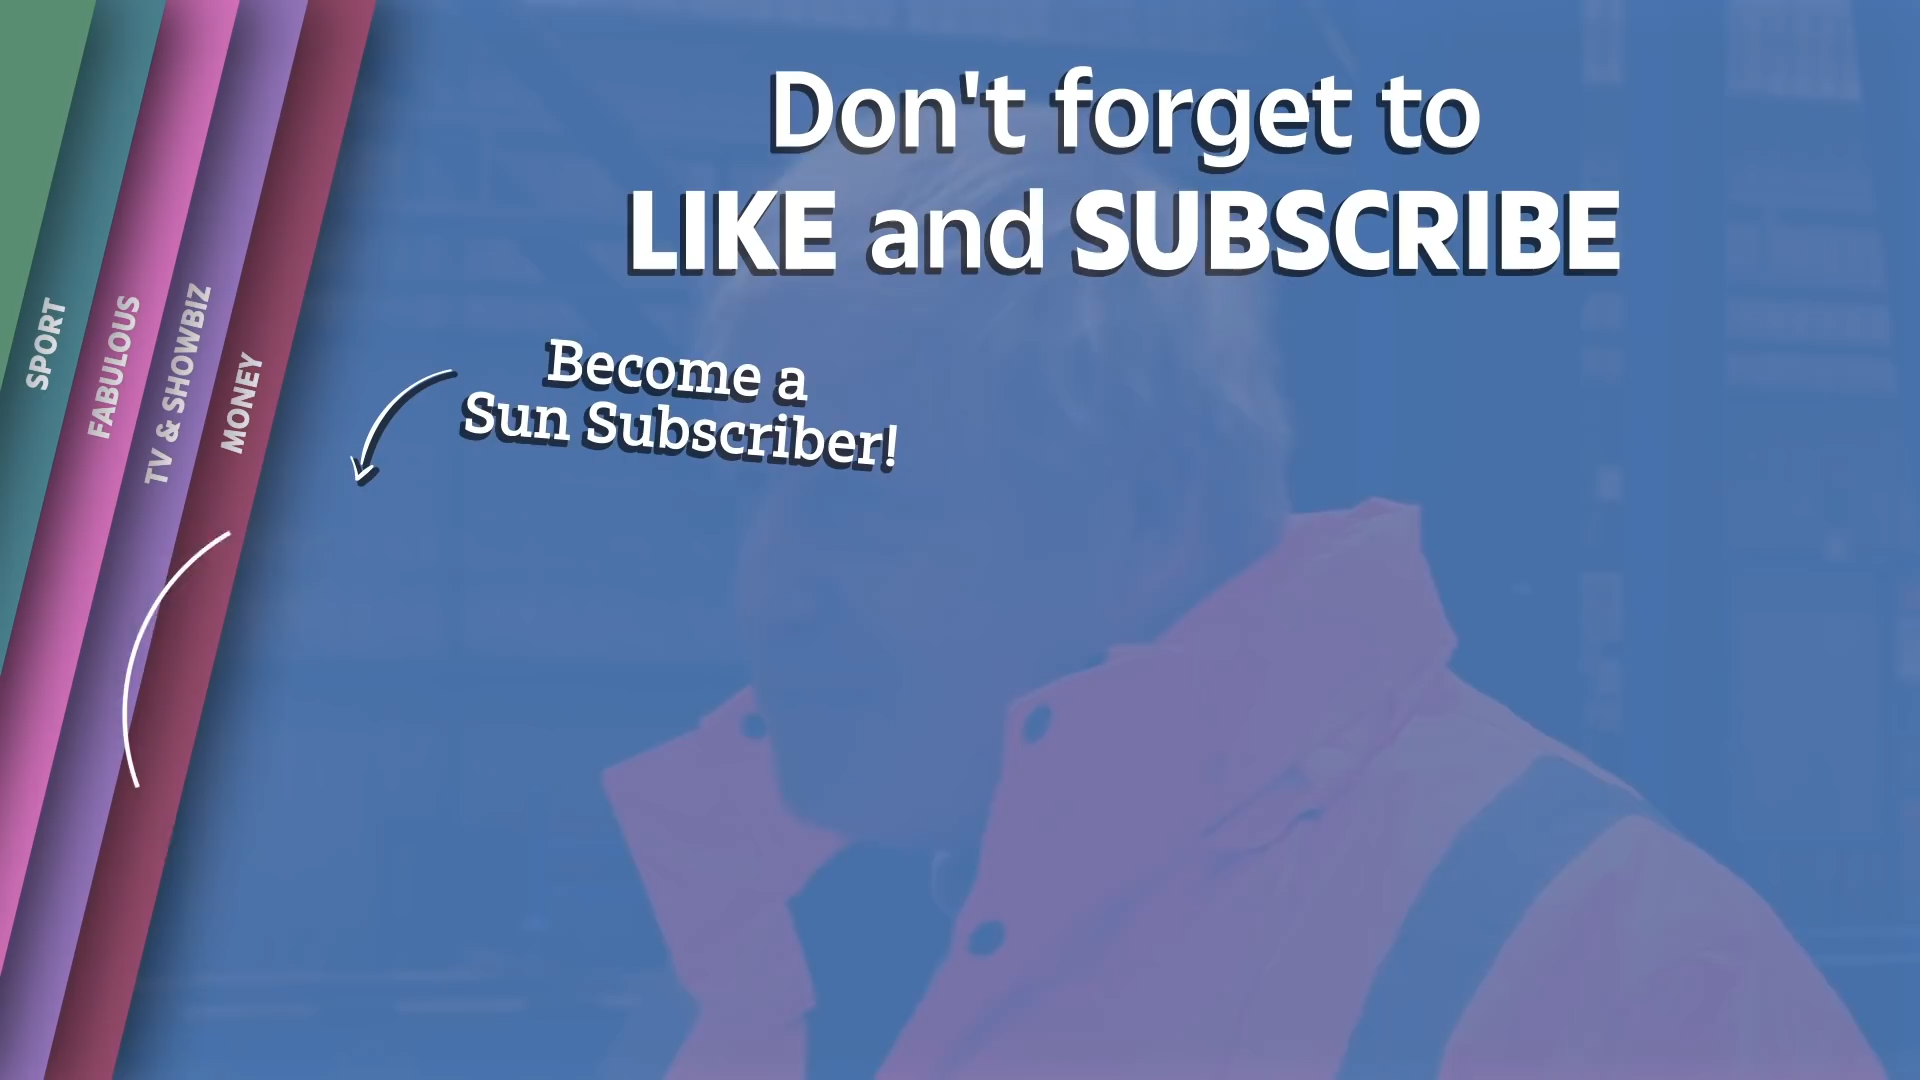 Don't forget to
LIKE and SUBSCRIBE
Become a
Sun Subscriber!
SPORT
FABULOUS
TV & SHOWBIZ
MONEY